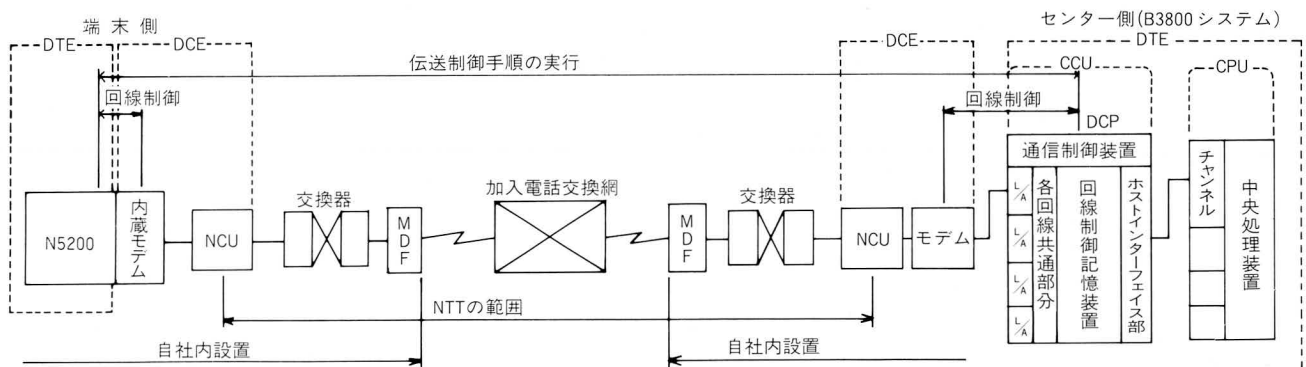 センター側(B3800システム)
端末側
DTE
DCE
DCE
DTE
CCU
CPU
伝送制御手順の実行
回線制御
回線制御
DCP
通信制御装置
N5200
内蔵モデム
NCU
交換器
MDF
加入電話交換網
MDF
交換器
NCU
モデム
L/A
L/A
L/A
L/A
各回線共通部分
回線制御記憶装置
ホストインターフェイス部
チャンネル
中央処理装置
NTTの範囲
自社内設置
自社内設置